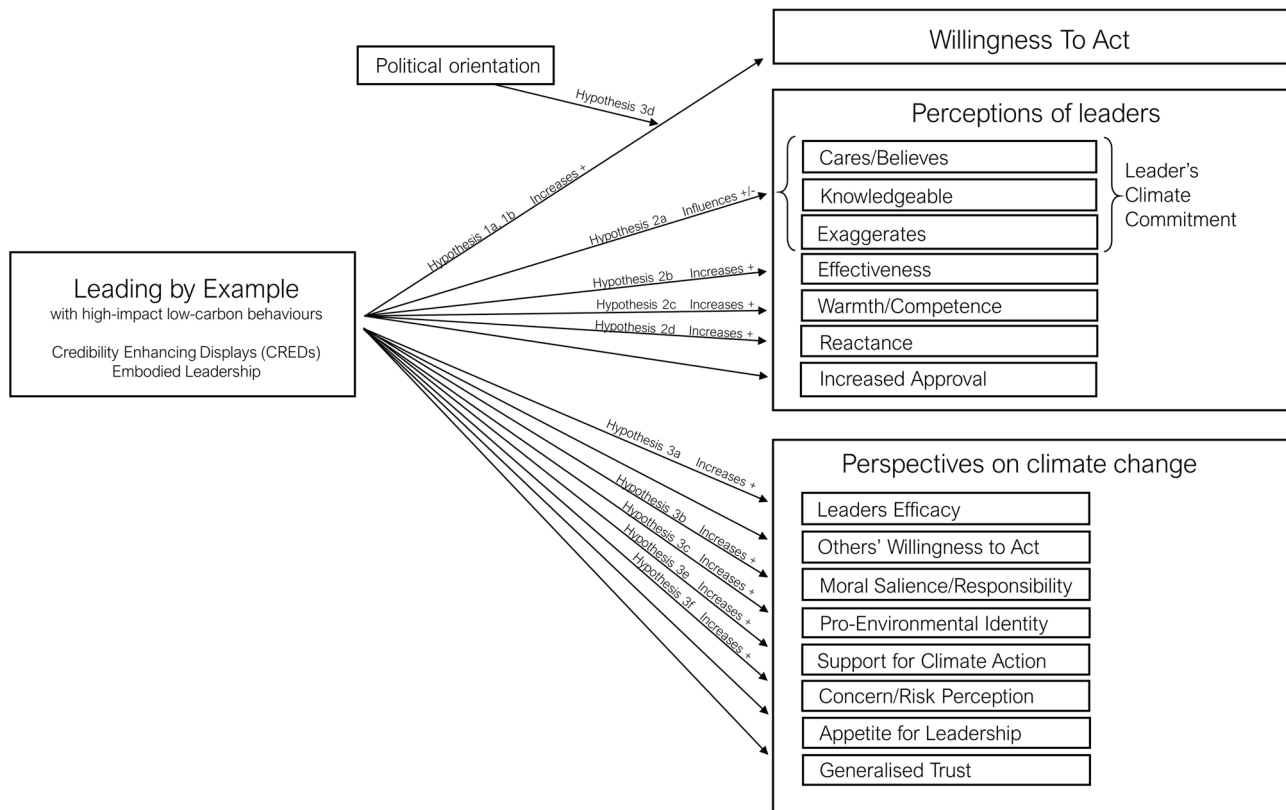 Willingness To Act
Political orientation
Hypothesis 3d
Perceptions of leaders
Cares/Believes
Knowledgeable
Exaggerates
Leader's
Climate
Commitment
Effectiveness
Warmth/Competence
Reactance
Increased Approval
Hypothesis 1a, 1b Increases +
Hypothesis 2a Influences +/-
Hypothesis 2b Increases +
Hypothesis 2c Increases +
Hypothesis 2d Increases +
Leading by Example
with high-impact low-carbon behaviours
Credibility Enhancing Displays (CREDs)
Embodied Leadership
Hypothesis 3a Increases +
Hypothesis 3b Increases +
Hypothesis 3c Increases +
Hypothesis 3e Increases +
Hypothesis 3f Increases +
Perspectives on climate change
Leaders Efficacy
Others' Willingness to Act
Moral Salience/Responsibility
Pro-Environmental Identity
Support for Climate Action
Concern/Risk Perception
Appetite for Leadership
Generalised Trust